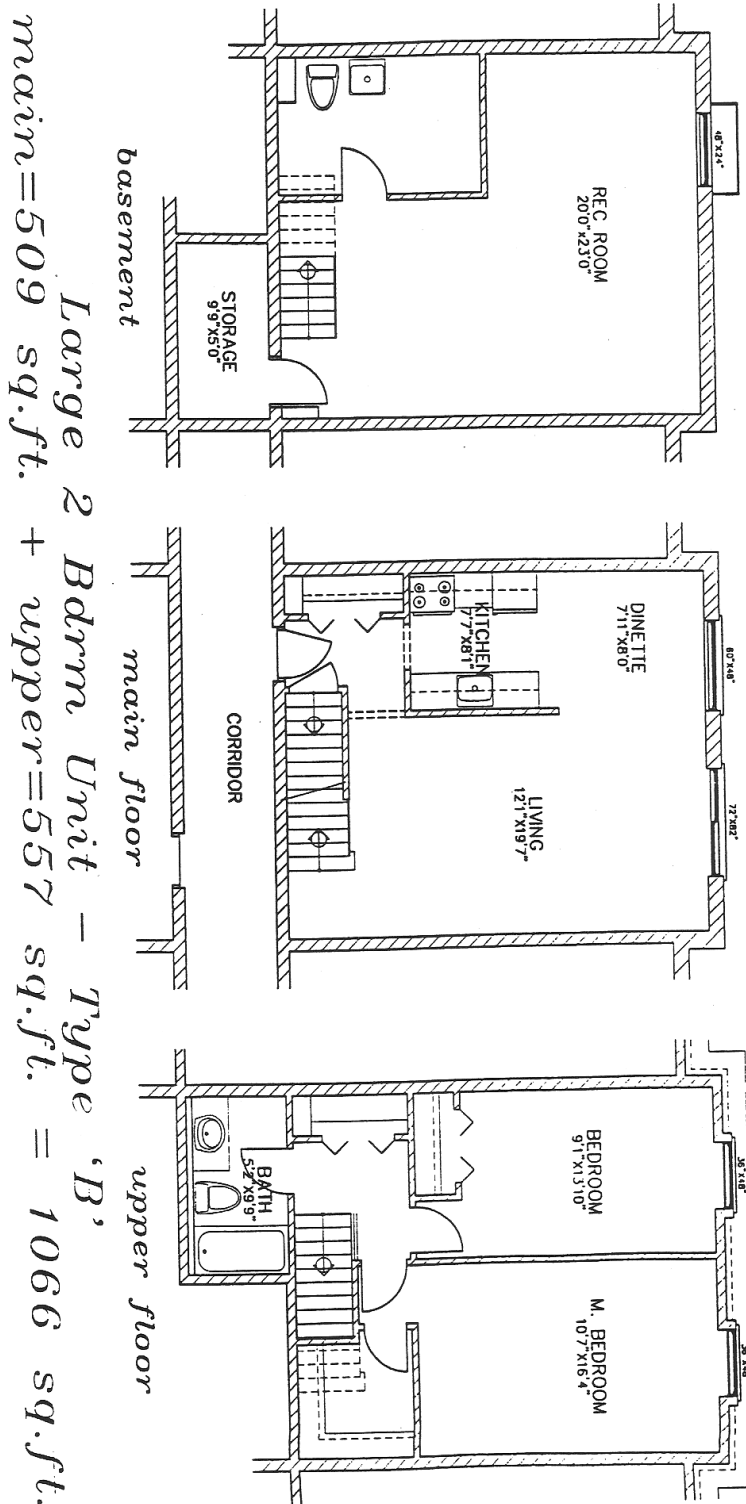 48"X24"
REC ROOM
20'0"x23'0"
STORAGE
9'9"X5'0"
basement
60"X48"
72"X82"
DINETTE
7'11"X8'0"
KITCHEN
7'7"X8'1"
LIVING
12'1"X19'7"
CORRIDOR
main floor
36"X48"
BEDROOM
9'1"X13'10"
M. BEDROOM
10'7"X16'4"
BATH
5'2"X9'9"
upper floor
Large 2 Bdrm Unit – Type ‘B’
main=509 sq.ft. + upper=557 sq.ft. = 1066 sq.ft.